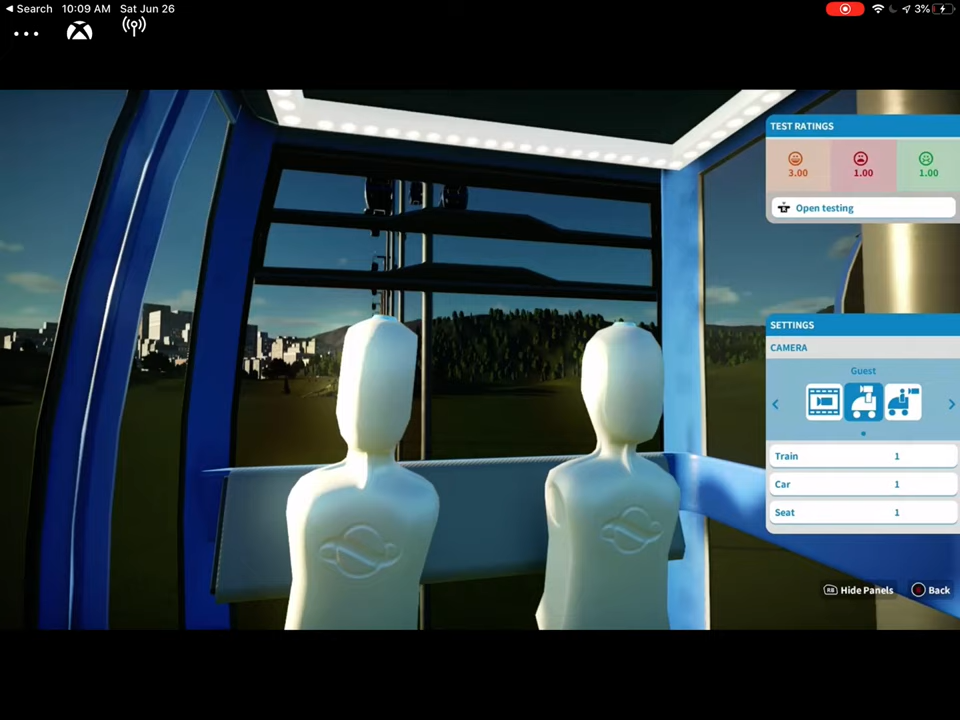 Search 10:09 AM Sat Jun 26
3%
TEST RATINGS
3.00 1.00 1.00
Open testing
SETTINGS
CAMERA
Guest
Train 1
Car 1
Seat 1
RB Hide Panels Back